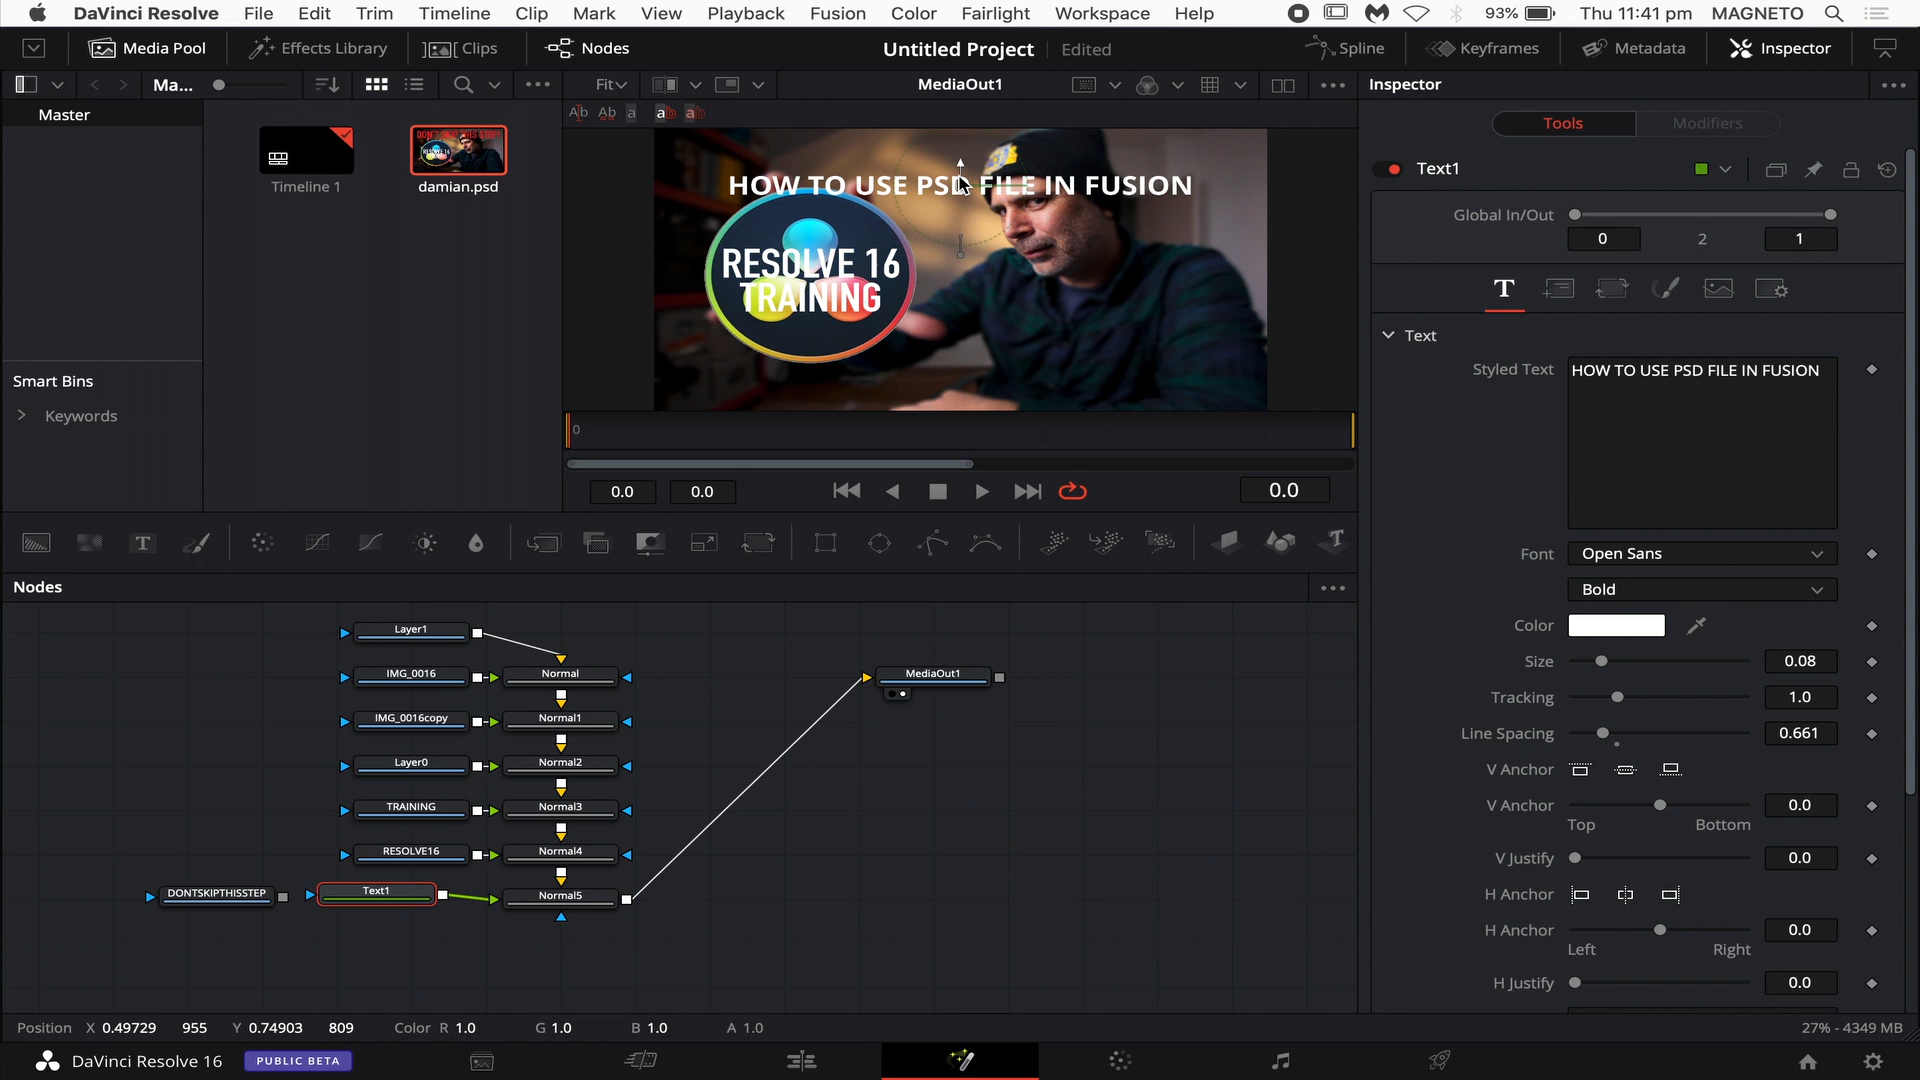 DaVinci Resolve File Edit Trim Timeline Clip Mark View Playback Fusion Color Fairlight Workspace Help 93% Thu 11:41 pm MAGNETO
Media Pool Effects Library Clips Nodes Untitled Project Edited Spline Keyframes Metadata Inspector
Ma... Fit MediaOut1 Inspector
Master
Ab Ab a ab ab
Tools Modifiers
Timeline 1
damian.psd
Text1
HOW TO USE PSD FILE IN FUSION
RESOLVE 16
TRAINING
Global In/Out
0 2 1
T
Text
Smart Bins
Keywords
Styled Text HOW TO USE PSD FILE IN FUSION
0
0.0 0.0 0.0
Font Open Sans
Bold
Color
Size 0.08
Tracking 1.0
Line Spacing 0.661
V Anchor
V Anchor 0.0
Top Bottom
V Justify 0.0
H Anchor
H Anchor 0.0
Left Right
H Justify 0.0
Nodes
Layer1
IMG_0016 Normal MediaOut1
IMG_0016copy Normal1
Layer0 Normal2
TRAINING Normal3
RESOLVE16 Normal4
DONTSKIPTHISSTEP Text1 Normal5
Position X 0.49729 955 Y 0.74903 809 Color R 1.0 G 1.0 B 1.0 A 1.0 27% - 4349 MB
DaVinci Resolve 16 PUBLIC BETA